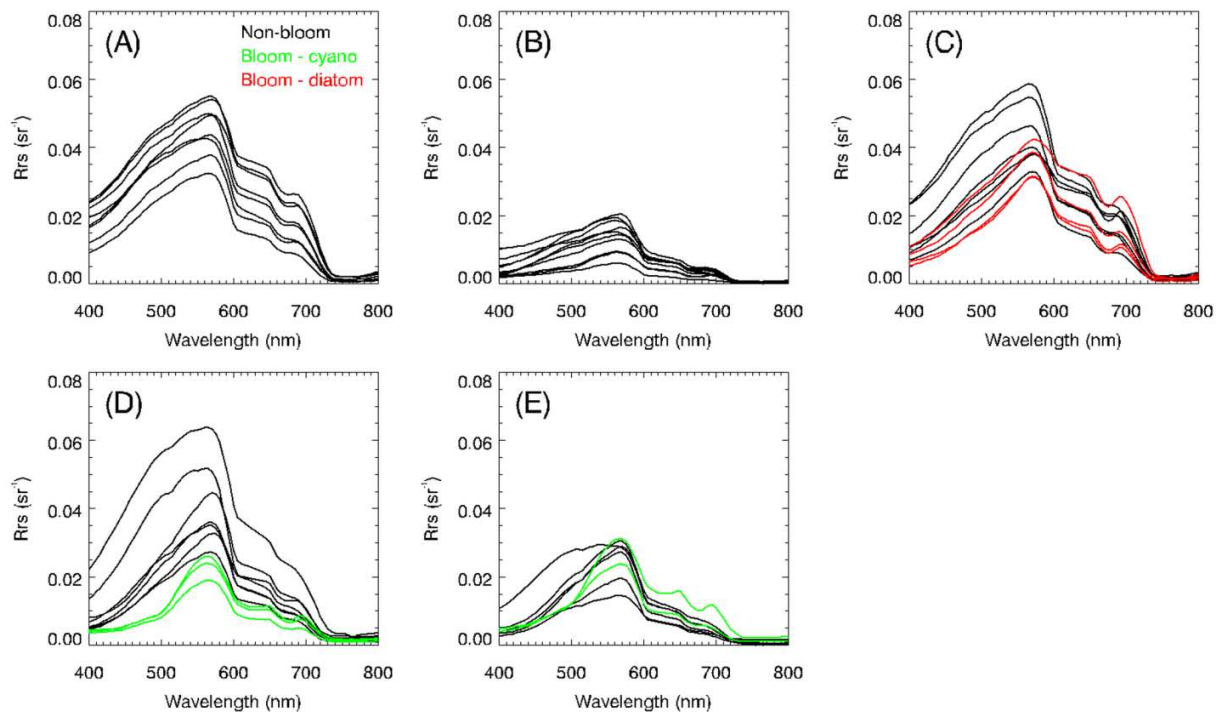 (A)
Non-bloom
Bloom - cyano
Bloom - diatom
0.08
0.06
0.04
0.02
0.00
Rrs (sr⁻¹)
400 500 600 700 800
Wavelength (nm)
(B)
0.08
0.06
0.04
0.02
0.00
Rrs (sr⁻¹)
400 500 600 700 800
Wavelength (nm)
(C)
0.08
0.06
0.04
0.02
0.00
Rrs (sr⁻¹)
400 500 600 700 800
Wavelength (nm)
(D)
0.08
0.06
0.04
0.02
0.00
Rrs (sr⁻¹)
400 500 600 700 800
Wavelength (nm)
(E)
0.08
0.06
0.04
0.02
0.00
Rrs (sr⁻¹)
400 500 600 700 800
Wavelength (nm)